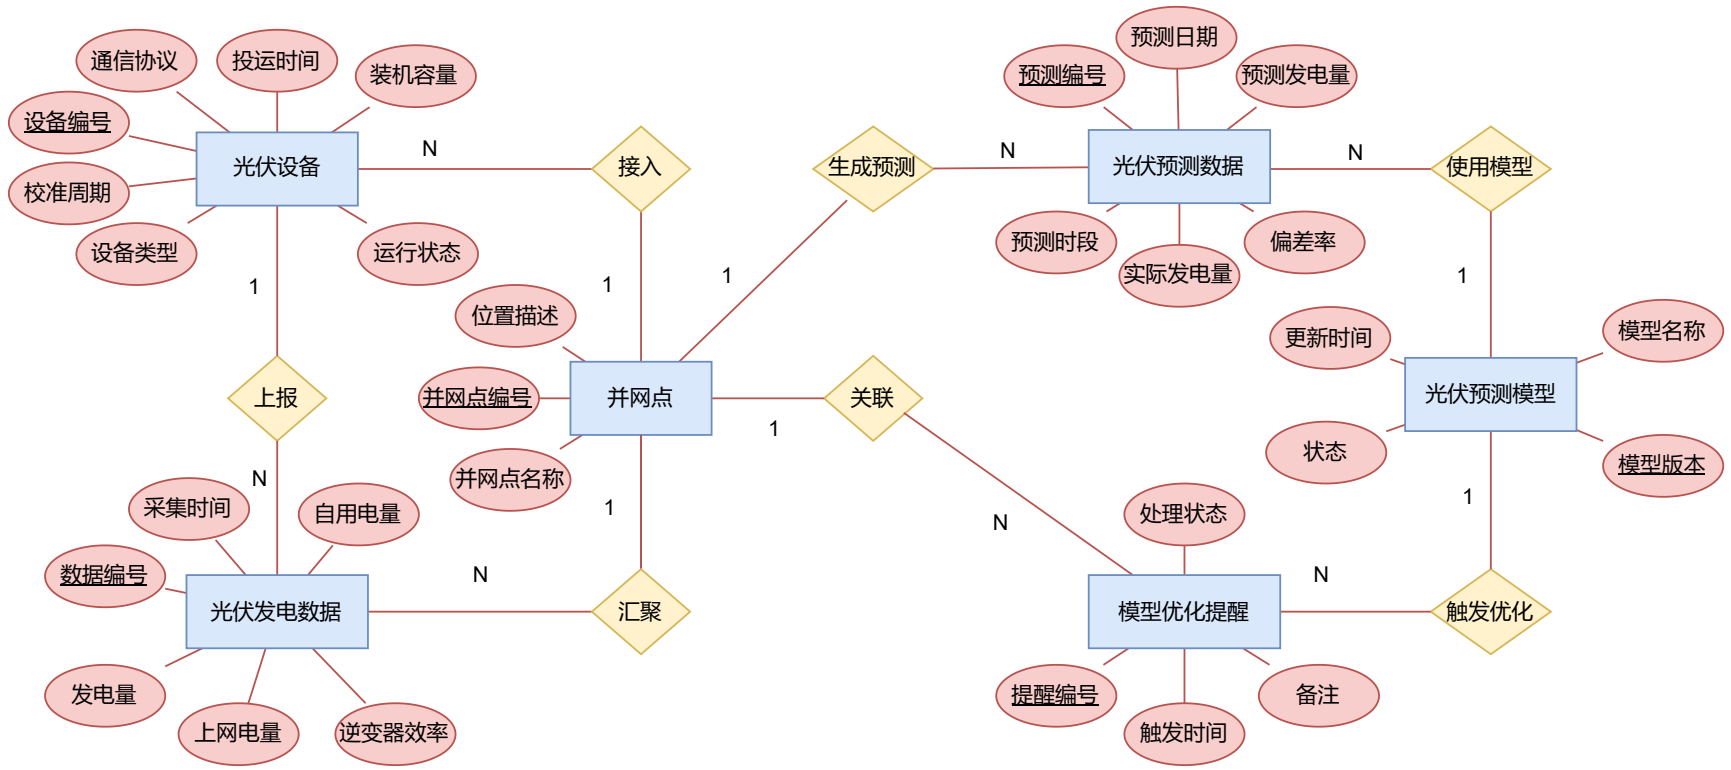 预测日期
通信协议
投运时间
装机容量
预测编号
预测发电量
设备编号
N
N
N
光伏设备
接入
生成预测
光伏预测数据
使用模型
校准周期
设备类型
运行状态
预测时段
实际发电量
偏差率
1
1
1
1
位置描述
更新时间
模型名称
并网点编号
并网点
关联
上报
光伏预测模型
1
状态
模型版本
并网点名称
N
1
1
采集时间
自用电量
处理状态
N
数据编号
N
N
光伏发电数据
汇聚
模型优化提醒
触发优化
发电量
提醒编号
备注
上网电量
逆变器效率
触发时间